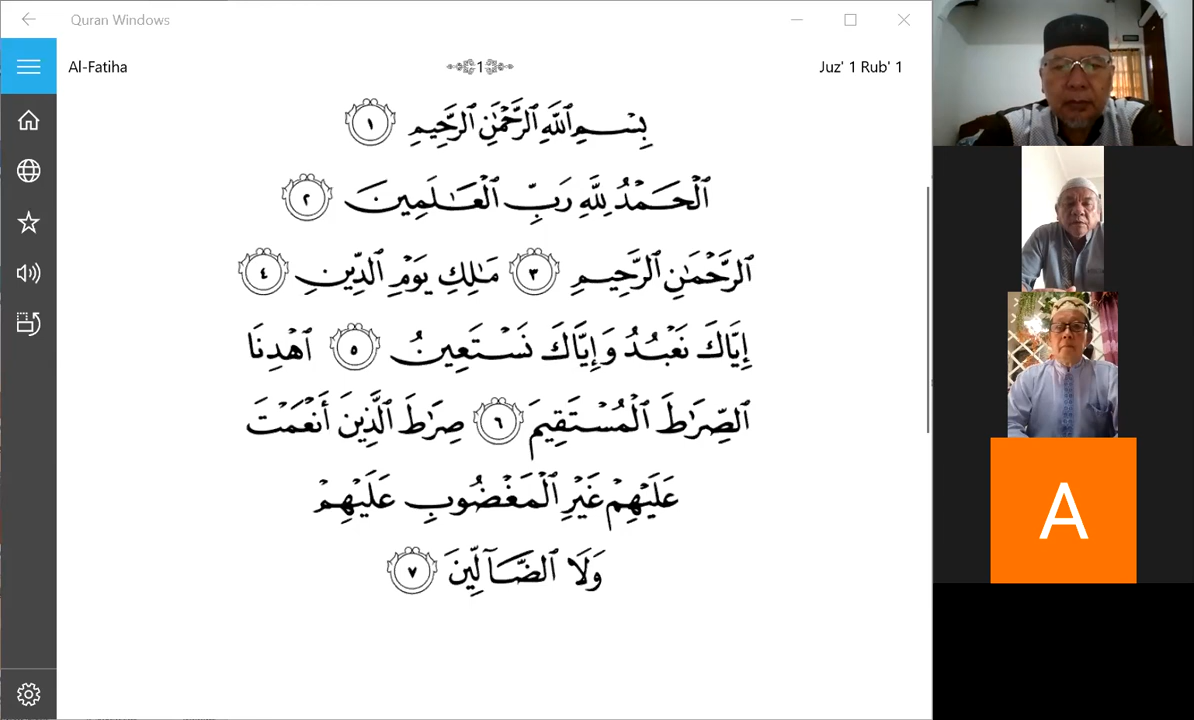 Quran Windows
Al-Fatiha
1
Juz' 1 Rub' 1
بِسْمِ ٱللَّهِ ٱلرَّحْمَٰنِ ٱلرَّحِيمِ ١
ٱلْحَمْدُ لِلَّهِ رَبِّ ٱلْعَـٰلَمِينَ ٢
ٱلرَّحْمَـٰنِ ٱلرَّحِيمِ ٣ مَـٰلِكِ يَوْمِ ٱلدِّينِ ٤
إِيَّاكَ نَعْبُدُ وَإِيَّاكَ نَسْتَعِينُ ٥ ٱهْدِنَا
ٱلصِّرَٰطَ ٱلْمُسْتَقِيمَ ٦ صِرَٰطَ ٱلَّذِينَ أَنْعَمْتَ
عَلَيْهِمْ غَيْرِ ٱلْمَغْضُوبِ عَلَيْهِمْ
وَلَا ٱلضَّآلِّينَ ٧
A